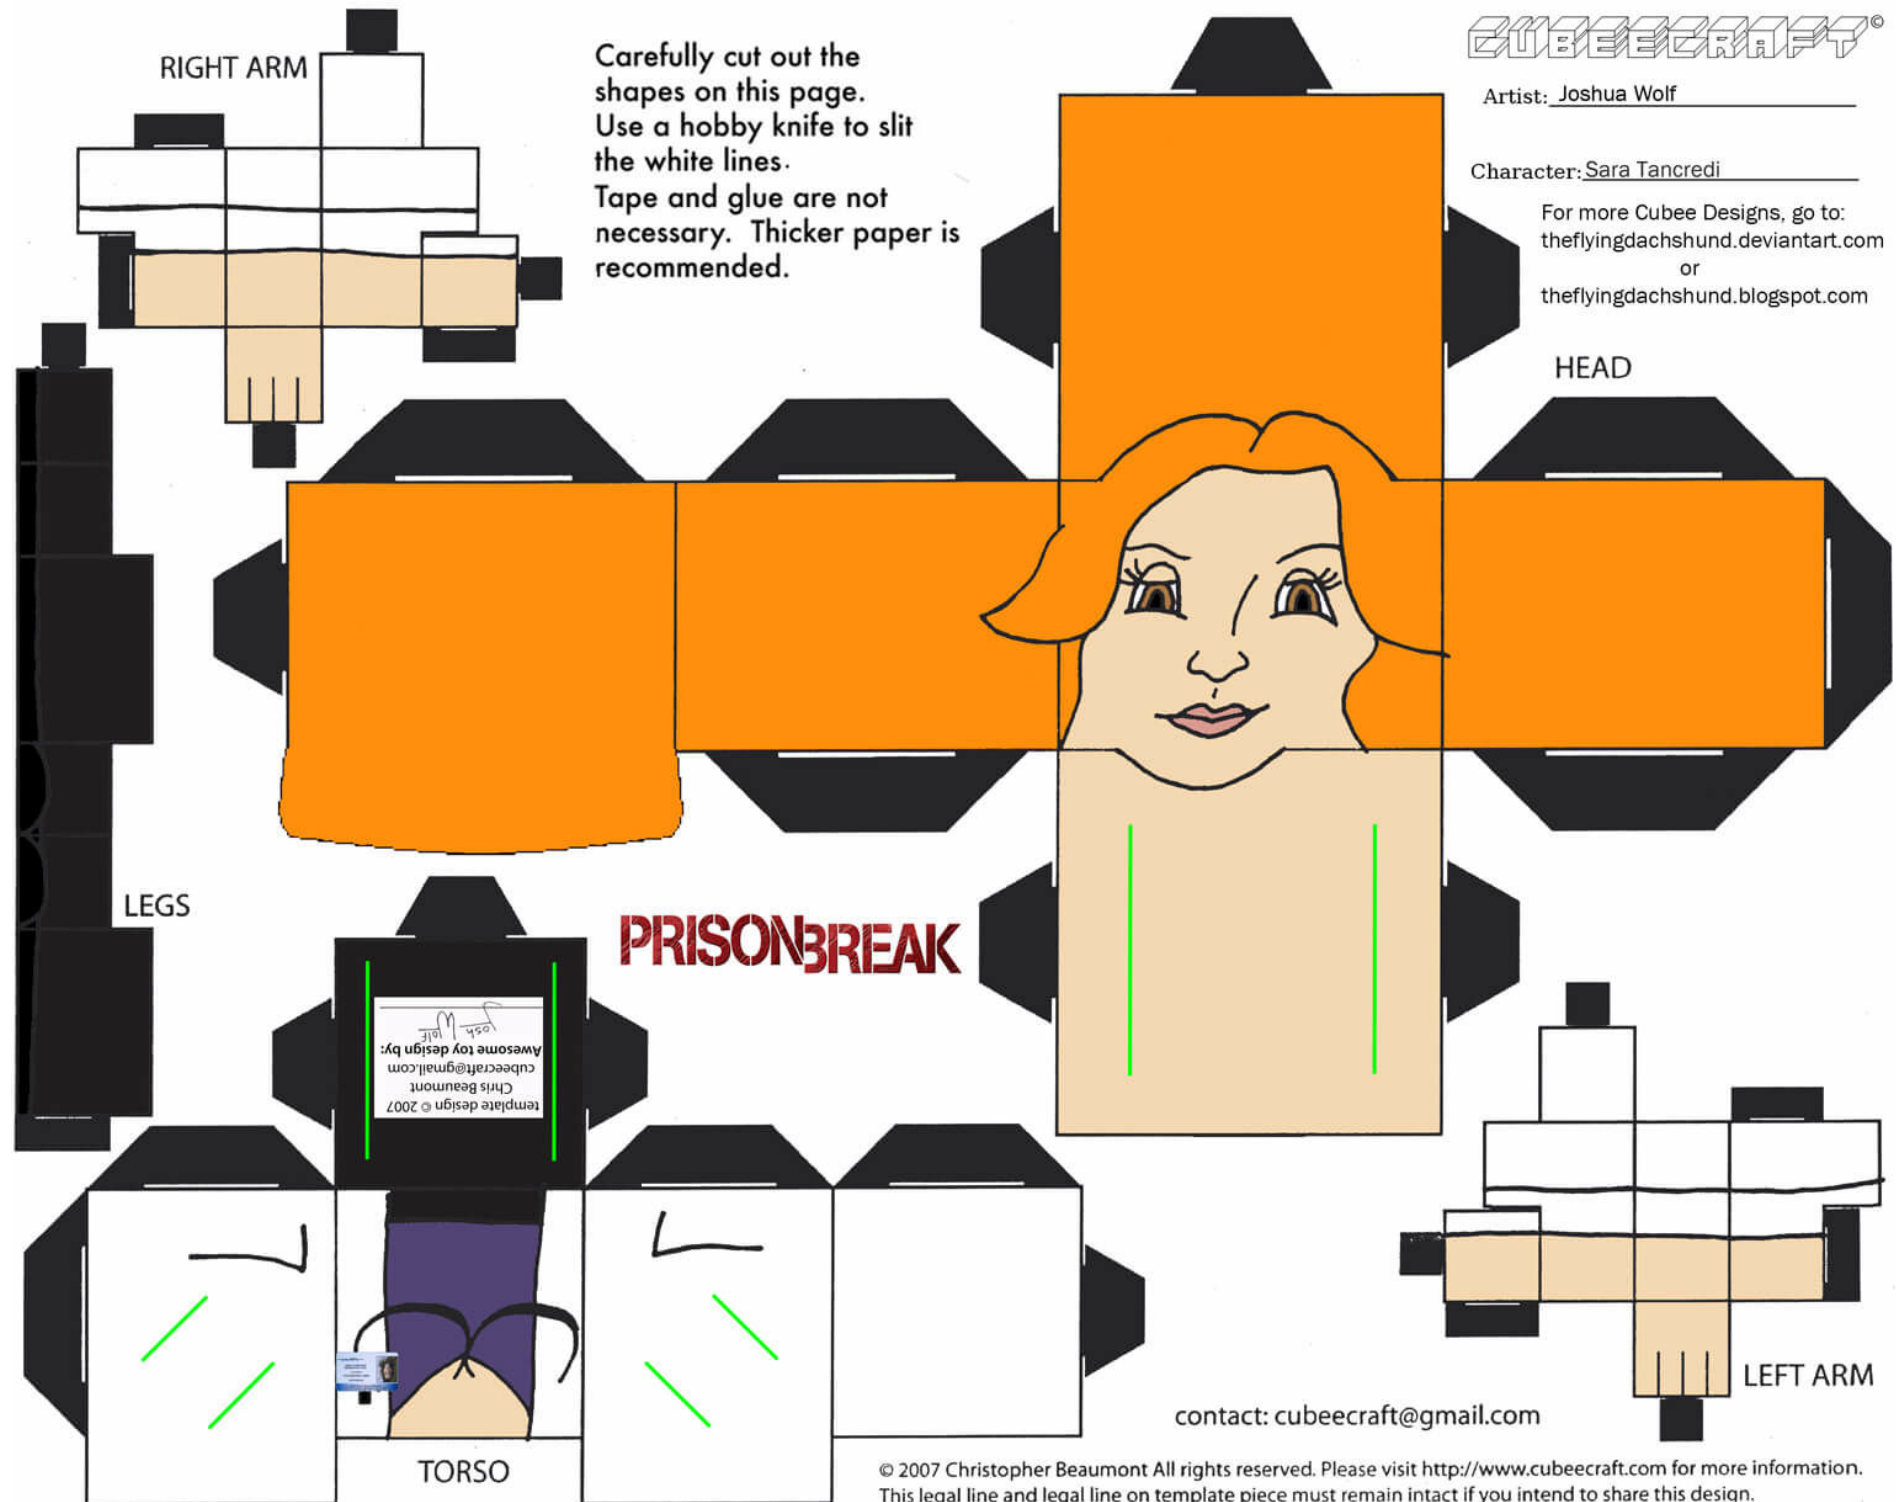 RIGHT ARM
Carefully cut out the
shapes on this page.
Use a hobby knife to slit
the white lines.
Tape and glue are not
necessary. Thicker paper is
recommended.
CUBEECRAFT©
Artist: Joshua Wolf
Character: Sara Tancredi
For more Cubee Designs, go to:
theflyingdachshund.deviantart.com
or
theflyingdachshund.blogspot.com
HEAD
LEGS
PRISON BREAK
template design © 2007
Chris Beaumont
cubeecraft@gmail.com
Awesome toy design by:
Josh Wolf
TORSO
LEFT ARM
contact: cubeecraft@gmail.com
© 2007 Christopher Beaumont All rights reserved. Please visit http://www.cubeecraft.com for more information.
This legal line and legal line on template piece must remain intact if you intend to share this design.